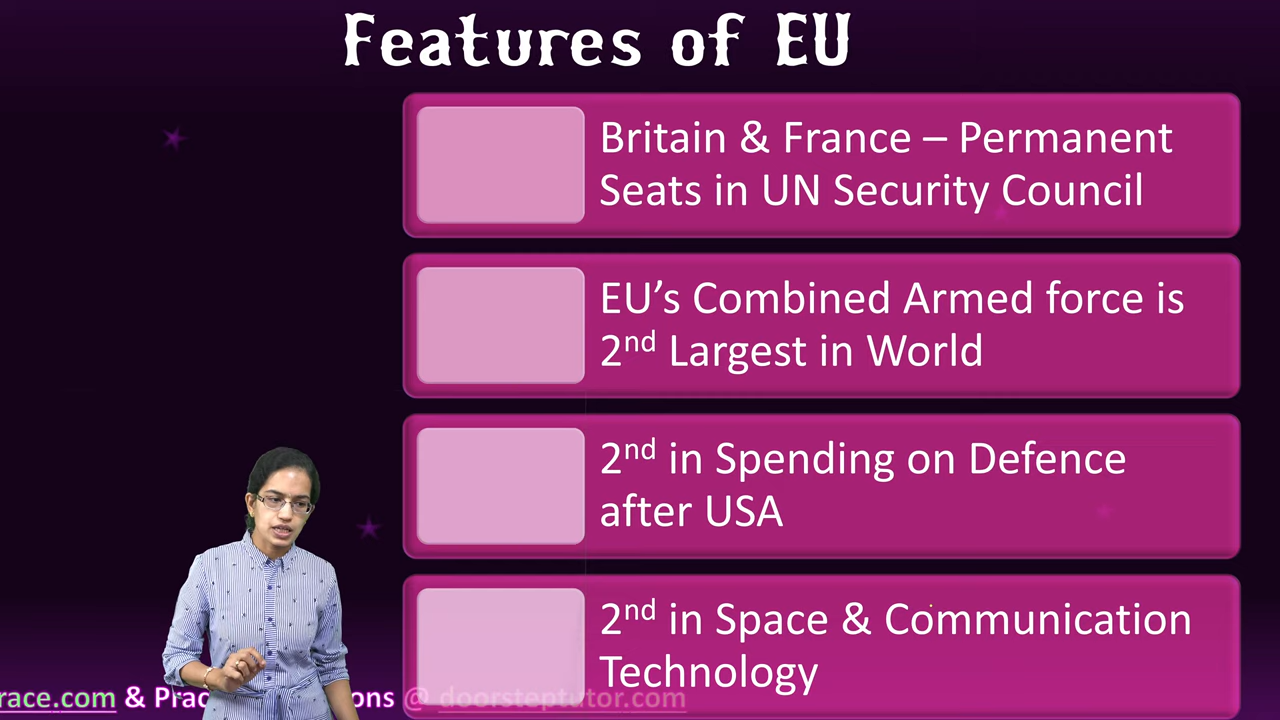 Features of EU
Britain & France – Permanent
Seats in UN Security Council
EU’s Combined Armed force is
2nd Largest in World
2nd in Spending on Defence
after USA
2nd in Space & Communication
Technology
race.com & Prac ons @ doorsteptutor.com